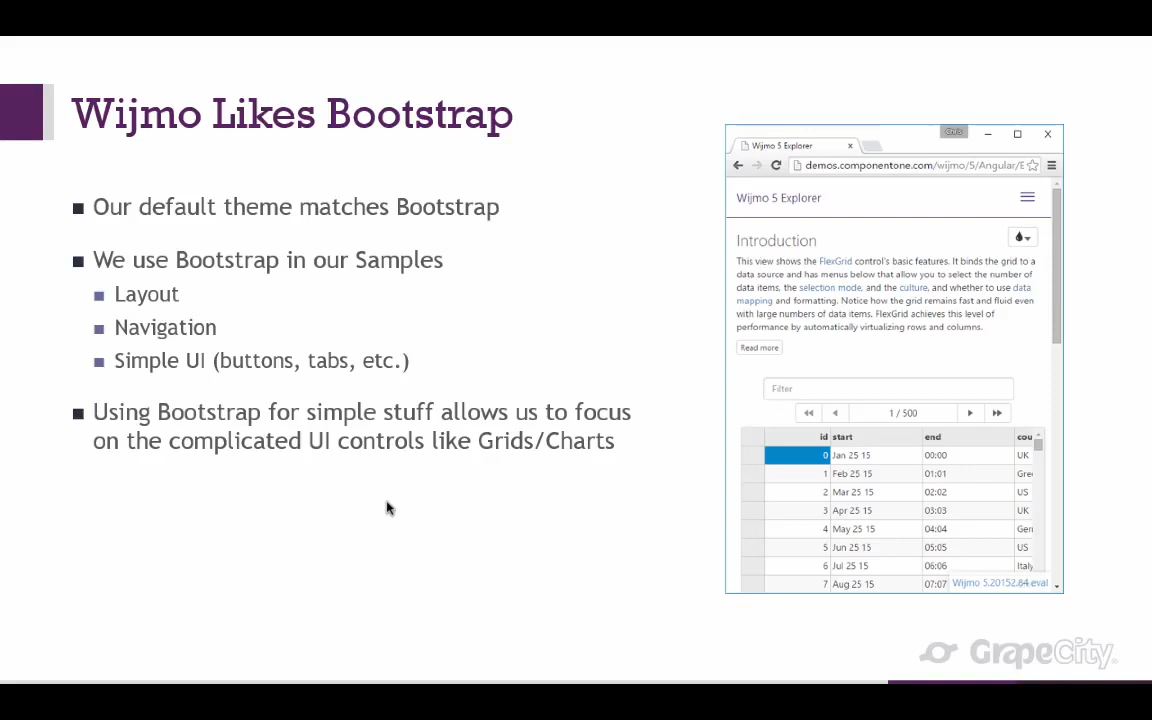 Wijmo Likes Bootstrap
Our default theme matches Bootstrap
We use Bootstrap in our Samples
Layout
Navigation
Simple UI (buttons, tabs, etc.)
Using Bootstrap for simple stuff allows us to focus
on the complicated UI controls like Grids/Charts
Chris
Wijmo 5 Explorer
demos.componentone.com/wijmo/5/Angular/E
Wijmo 5 Explorer
Introduction
This view shows the FlexGrid control's basic features. It binds the grid to a
data source and has menus below that allow you to select the number of
data items, the selection mode, and the culture, and whether to use data
mapping and formatting. Notice how the grid remains fast and fluid even
with large numbers of data items. FlexGrid achieves this level of
performance by automatically virtualizing rows and columns.
Read more
Filter
1 / 500
id start end cou
0 Jan 25 15 00:00 UK
1 Feb 25 15 01:01 Gre
2 Mar 25 15 02:02 US
3 Apr 25 15 03:03 UK
4 May 25 15 04:04 Ger
5 Jun 25 15 05:05 US
6 Jul 25 15 06:06 Italy
7 Aug 25 15 07:07
Wijmo 5.20152.64.eval
GrapeCity